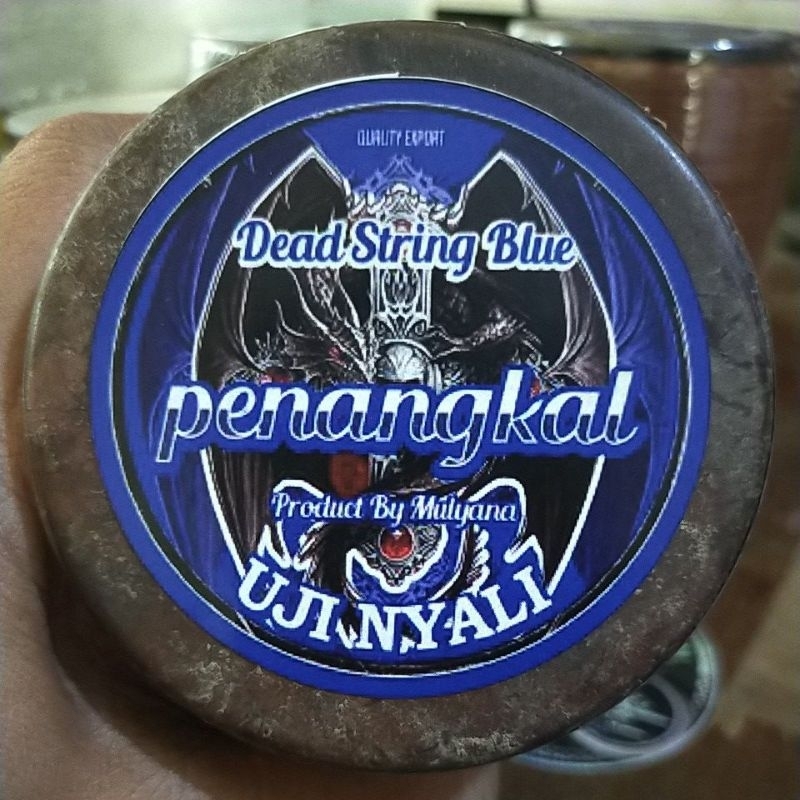 QUALITY EXPORT
Dead String Blue
penangkal
Product By Mulyana
UJI NYALI